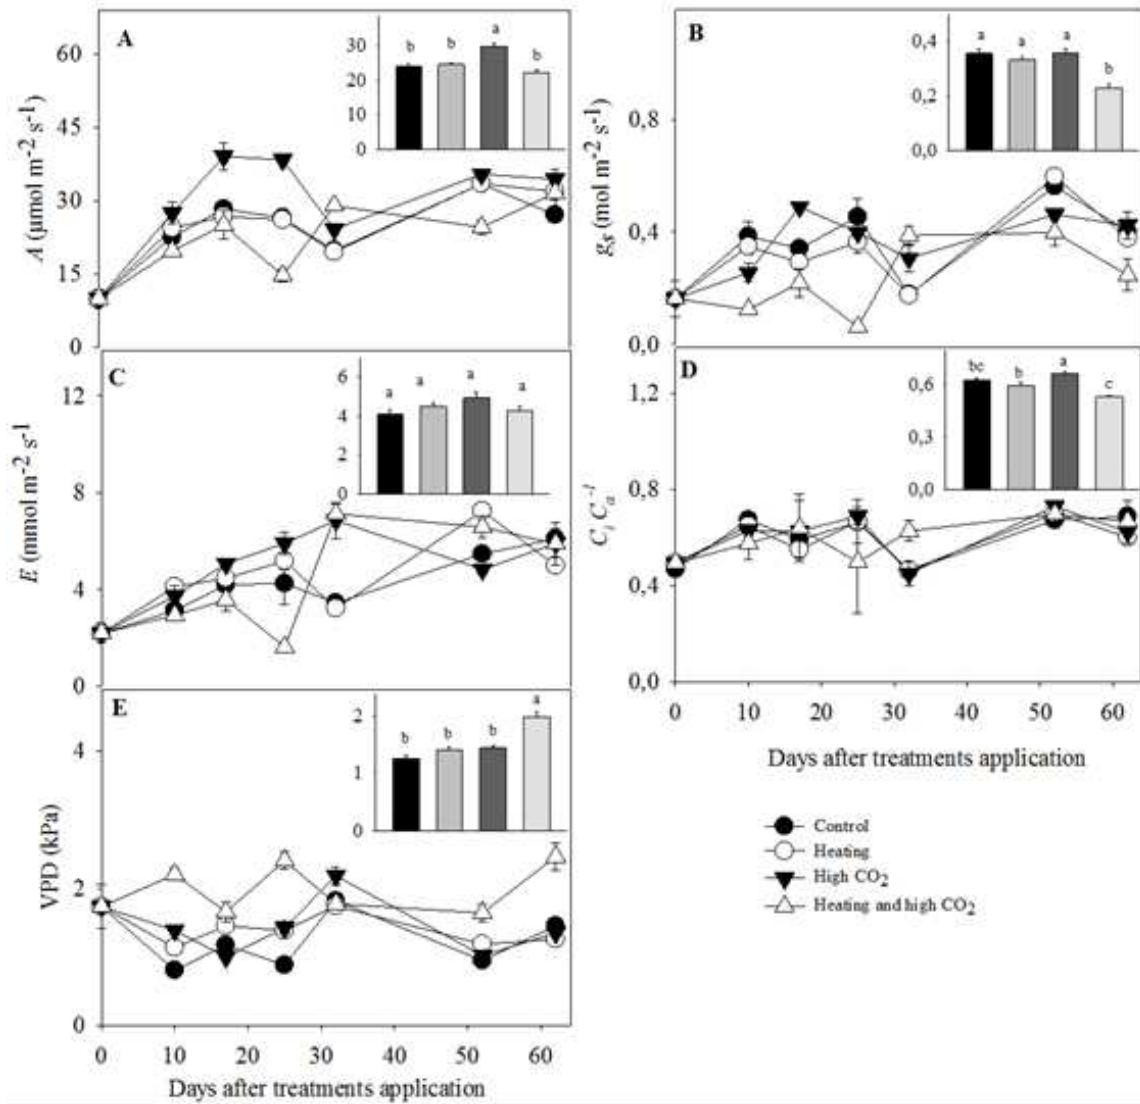 A
60
45
30
15
0
A (µmol m-2 s-1)
30
20
10
0
b b a b
B
0,8
0,4
0,0
gs (mol m-2 s-1)
0,4
0,2
0,0
a a a b
C
12
8
4
0
E (mmol m-2 s-1)
6
4
2
0
a a a a
D
1,2
0,8
0,4
0,0
Ci Ca-1
0,6
0,3
0,0
bc b a c
0 10 20 30 40 50 60
Days after treatments application
E
4
2
0
VPD (kPa)
2
1
0
b b b a
0 10 20 30 40 50 60
Days after treatments application
Control
Heating
High CO2
Heating and high CO2